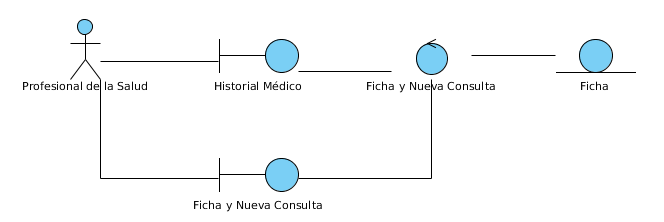 Profesional de la Salud
Historial Médico
Ficha y Nueva Consulta
Ficha
Ficha y Nueva Consulta